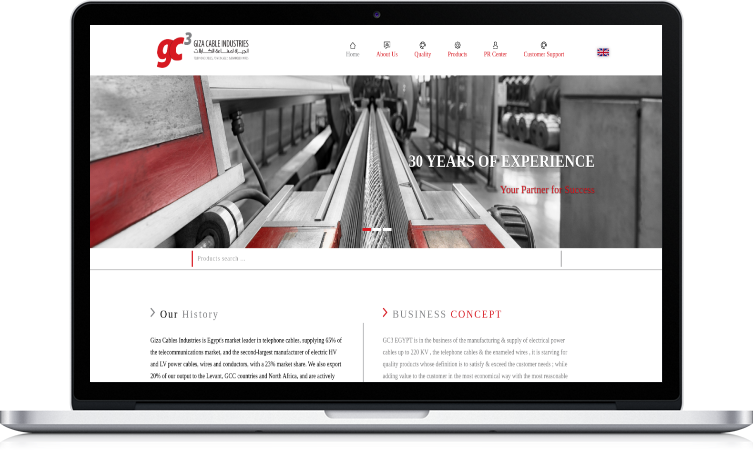 gc3 GIZA CABLE INDUSTRIES
Home About Us Quality Products PR Center Customer Support
30 YEARS OF EXPERIENCE
Your Partner for Success
Products search ...
Our History
Giza Cables Industries is Egypt's market leader in telephone cables, supplying 65% of
the telecommunications market, and the second-largest manufacturer of electric HV
and LV power cables, wires and conductors, with a 23% market share. We also export
20% of our output to the Levant, GCC countries and North Africa, and are actively
BUSINESS CONCEPT
GC3 EGYPT is in the business of the manufacturing & supply of electrical power
cables up to 220 KV , the telephone cables & the enameled wires , it is starving for
quality products whose definition is to satisfy & exceed the customer needs ; while
adding value to the customer in the most economical way with the most reasonable